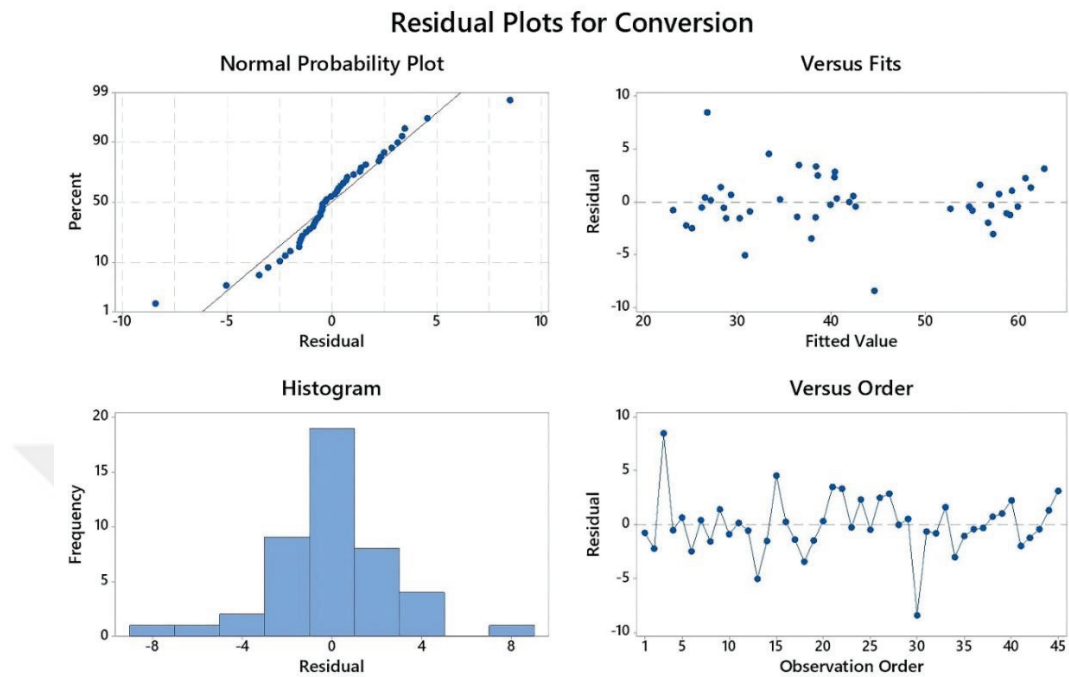 Residual Plots for Conversion
Normal Probability Plot
99
90
50
10
1
Percent
-10 -5 0 5 10
Residual
Versus Fits
10
5
0
-5
-10
Residual
20 30 40 50 60
Fitted Value
Histogram
20
15
10
5
0
Frequency
-8 -4 0 4 8
Residual
Versus Order
10
5
0
-5
-10
Residual
1 5 10 15 20 25 30 35 40 45
Observation Order